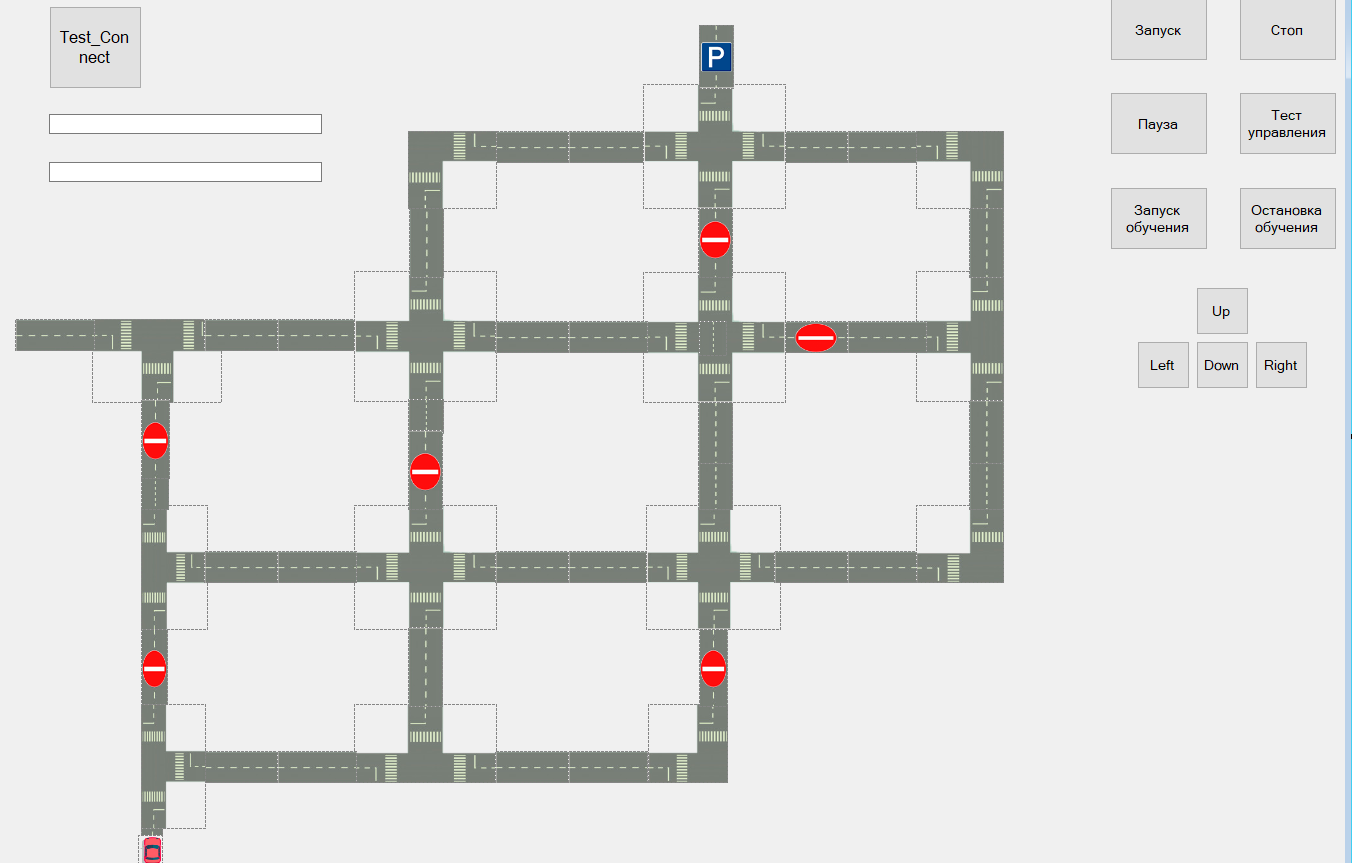 Test_Con
nect
P
Запуск
Стоп
Пауза
Тест
управления
Запуск
обучения
Остановка
обучения
Up
Left
Down
Right